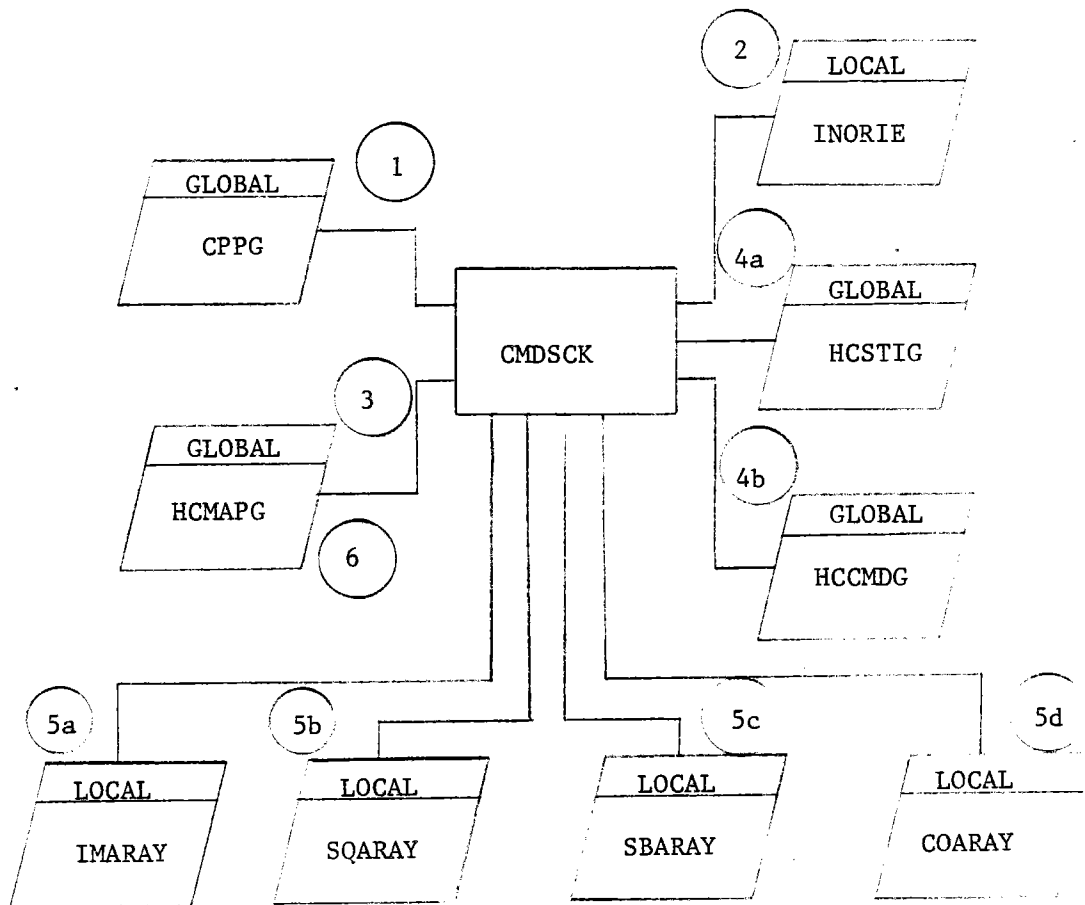 2
LOCAL
INORIE
1
GLOBAL
CPPG
4a
GLOBAL
HCSTIG
CMDSCK
3
GLOBAL
HCMAPG
6
4b
GLOBAL
HCCMDG
5a
LOCAL
IMARAY
5b
LOCAL
SQARAY
5c
LOCAL
SBARAY
5d
LOCAL
COARAY